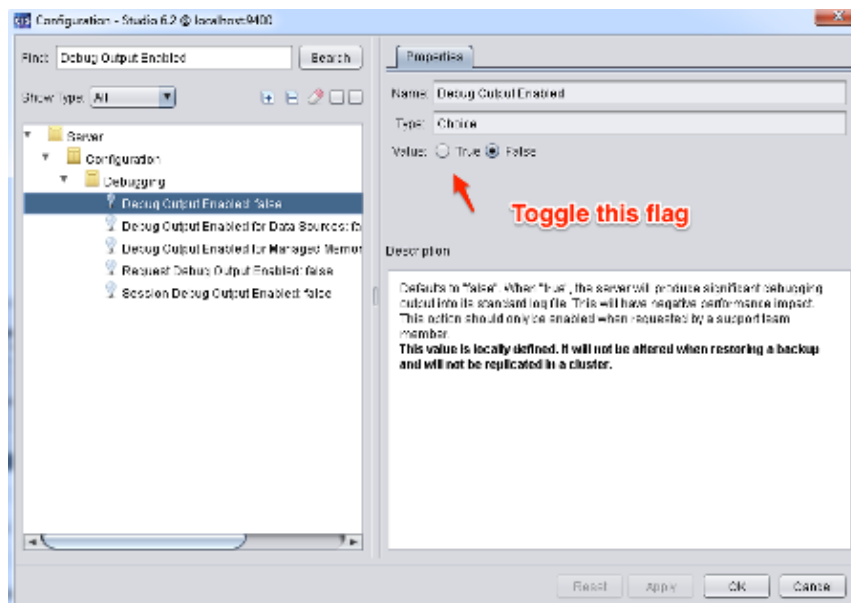 Configuration - Studio 6.2 @ localhost:9400
Find: Debug Output Enabled Search
Show Type: All
Server
Configuration
Debugging
Debug Output Enabled: false
Debug Output Enabled for Data Sources: fa
Debug Output Enabled for Managed Memor
Request Debug Output Enabled: false
Session Debug Output Enabled: false
Properties
Name: Debug Output Enabled
Type: Choice
Value: True False
Toggle this flag
Description
Defaults to "false". When "true", the server will produce significant debugging
output into its standard log file. This will have negative performance impact.
This option should only be enabled when requested by a support team
member.
This value is locally defined. It will not be altered when restoring a backup
and will not be replicated in a cluster.
Reset Apply OK Cancel